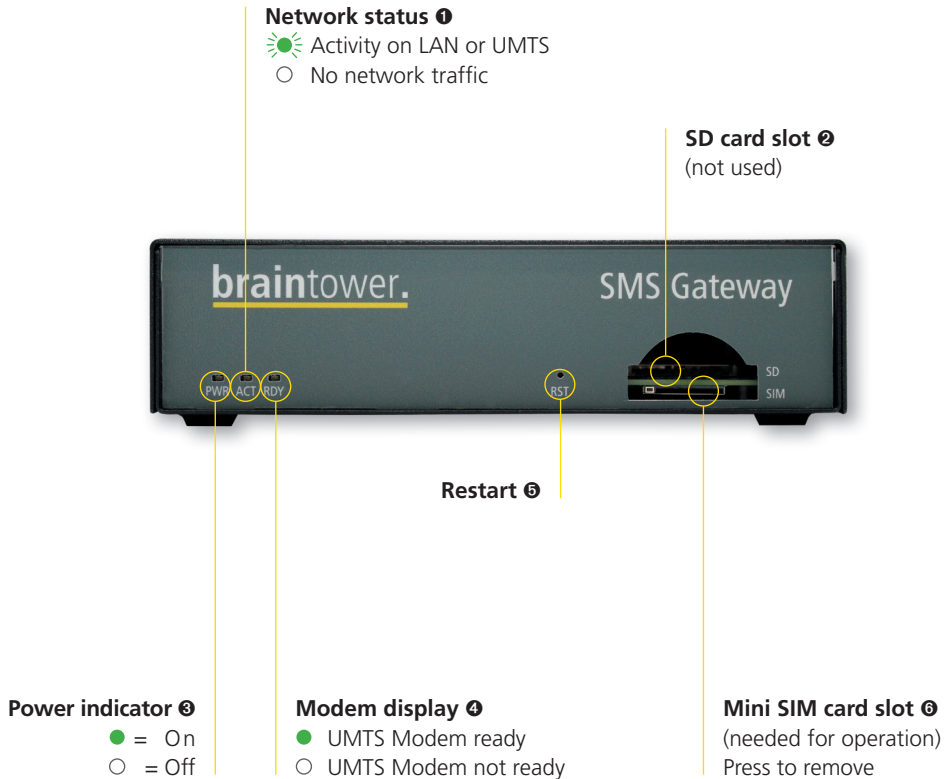 Network status ❶
Activity on LAN or UMTS
No network traffic
SD card slot ❷
(not used)
braintower.
SMS Gateway
PWR ACT RDY
RST
SD
SIM
Restart ❺
Power indicator ❸
= On
= Off
Modem display ❹
UMTS Modem ready
UMTS Modem not ready
Mini SIM card slot ❻
(needed for operation)
Press to remove